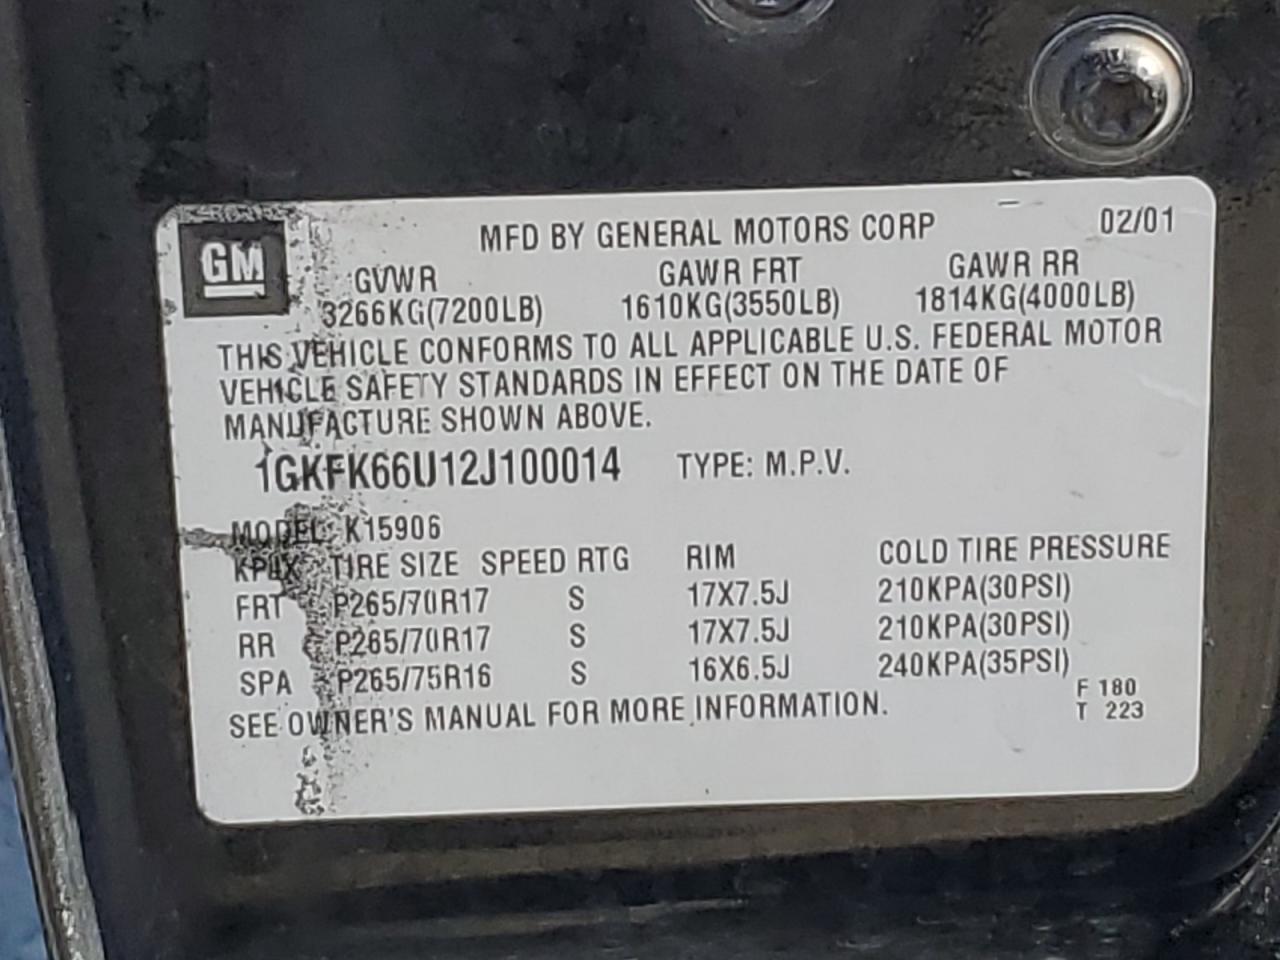 GM
MFD BY GENERAL MOTORS CORP 02/01
GVWR GAWR FRT GAWR RR
3266KG(7200LB) 1610KG(3550LB) 1814KG(4000LB)
THIS VEHICLE CONFORMS TO ALL APPLICABLE U.S. FEDERAL MOTOR
VEHICLE SAFETY STANDARDS IN EFFECT ON THE DATE OF
MANUFACTURE SHOWN ABOVE.
1GKFK66U12J100014 TYPE: M.P.V.
MODEL: K15906
TIRE SIZE SPEED RTG RIM COLD TIRE PRESSURE
FRT P265/70R17 S 17X7.5J 210KPA(30PSI)
RR P265/70R17 S 17X7.5J 210KPA(30PSI)
SPA P265/75R16 S 16X6.5J 240KPA(35PSI)
SEE OWNER'S MANUAL FOR MORE INFORMATION.
F 180
T 223